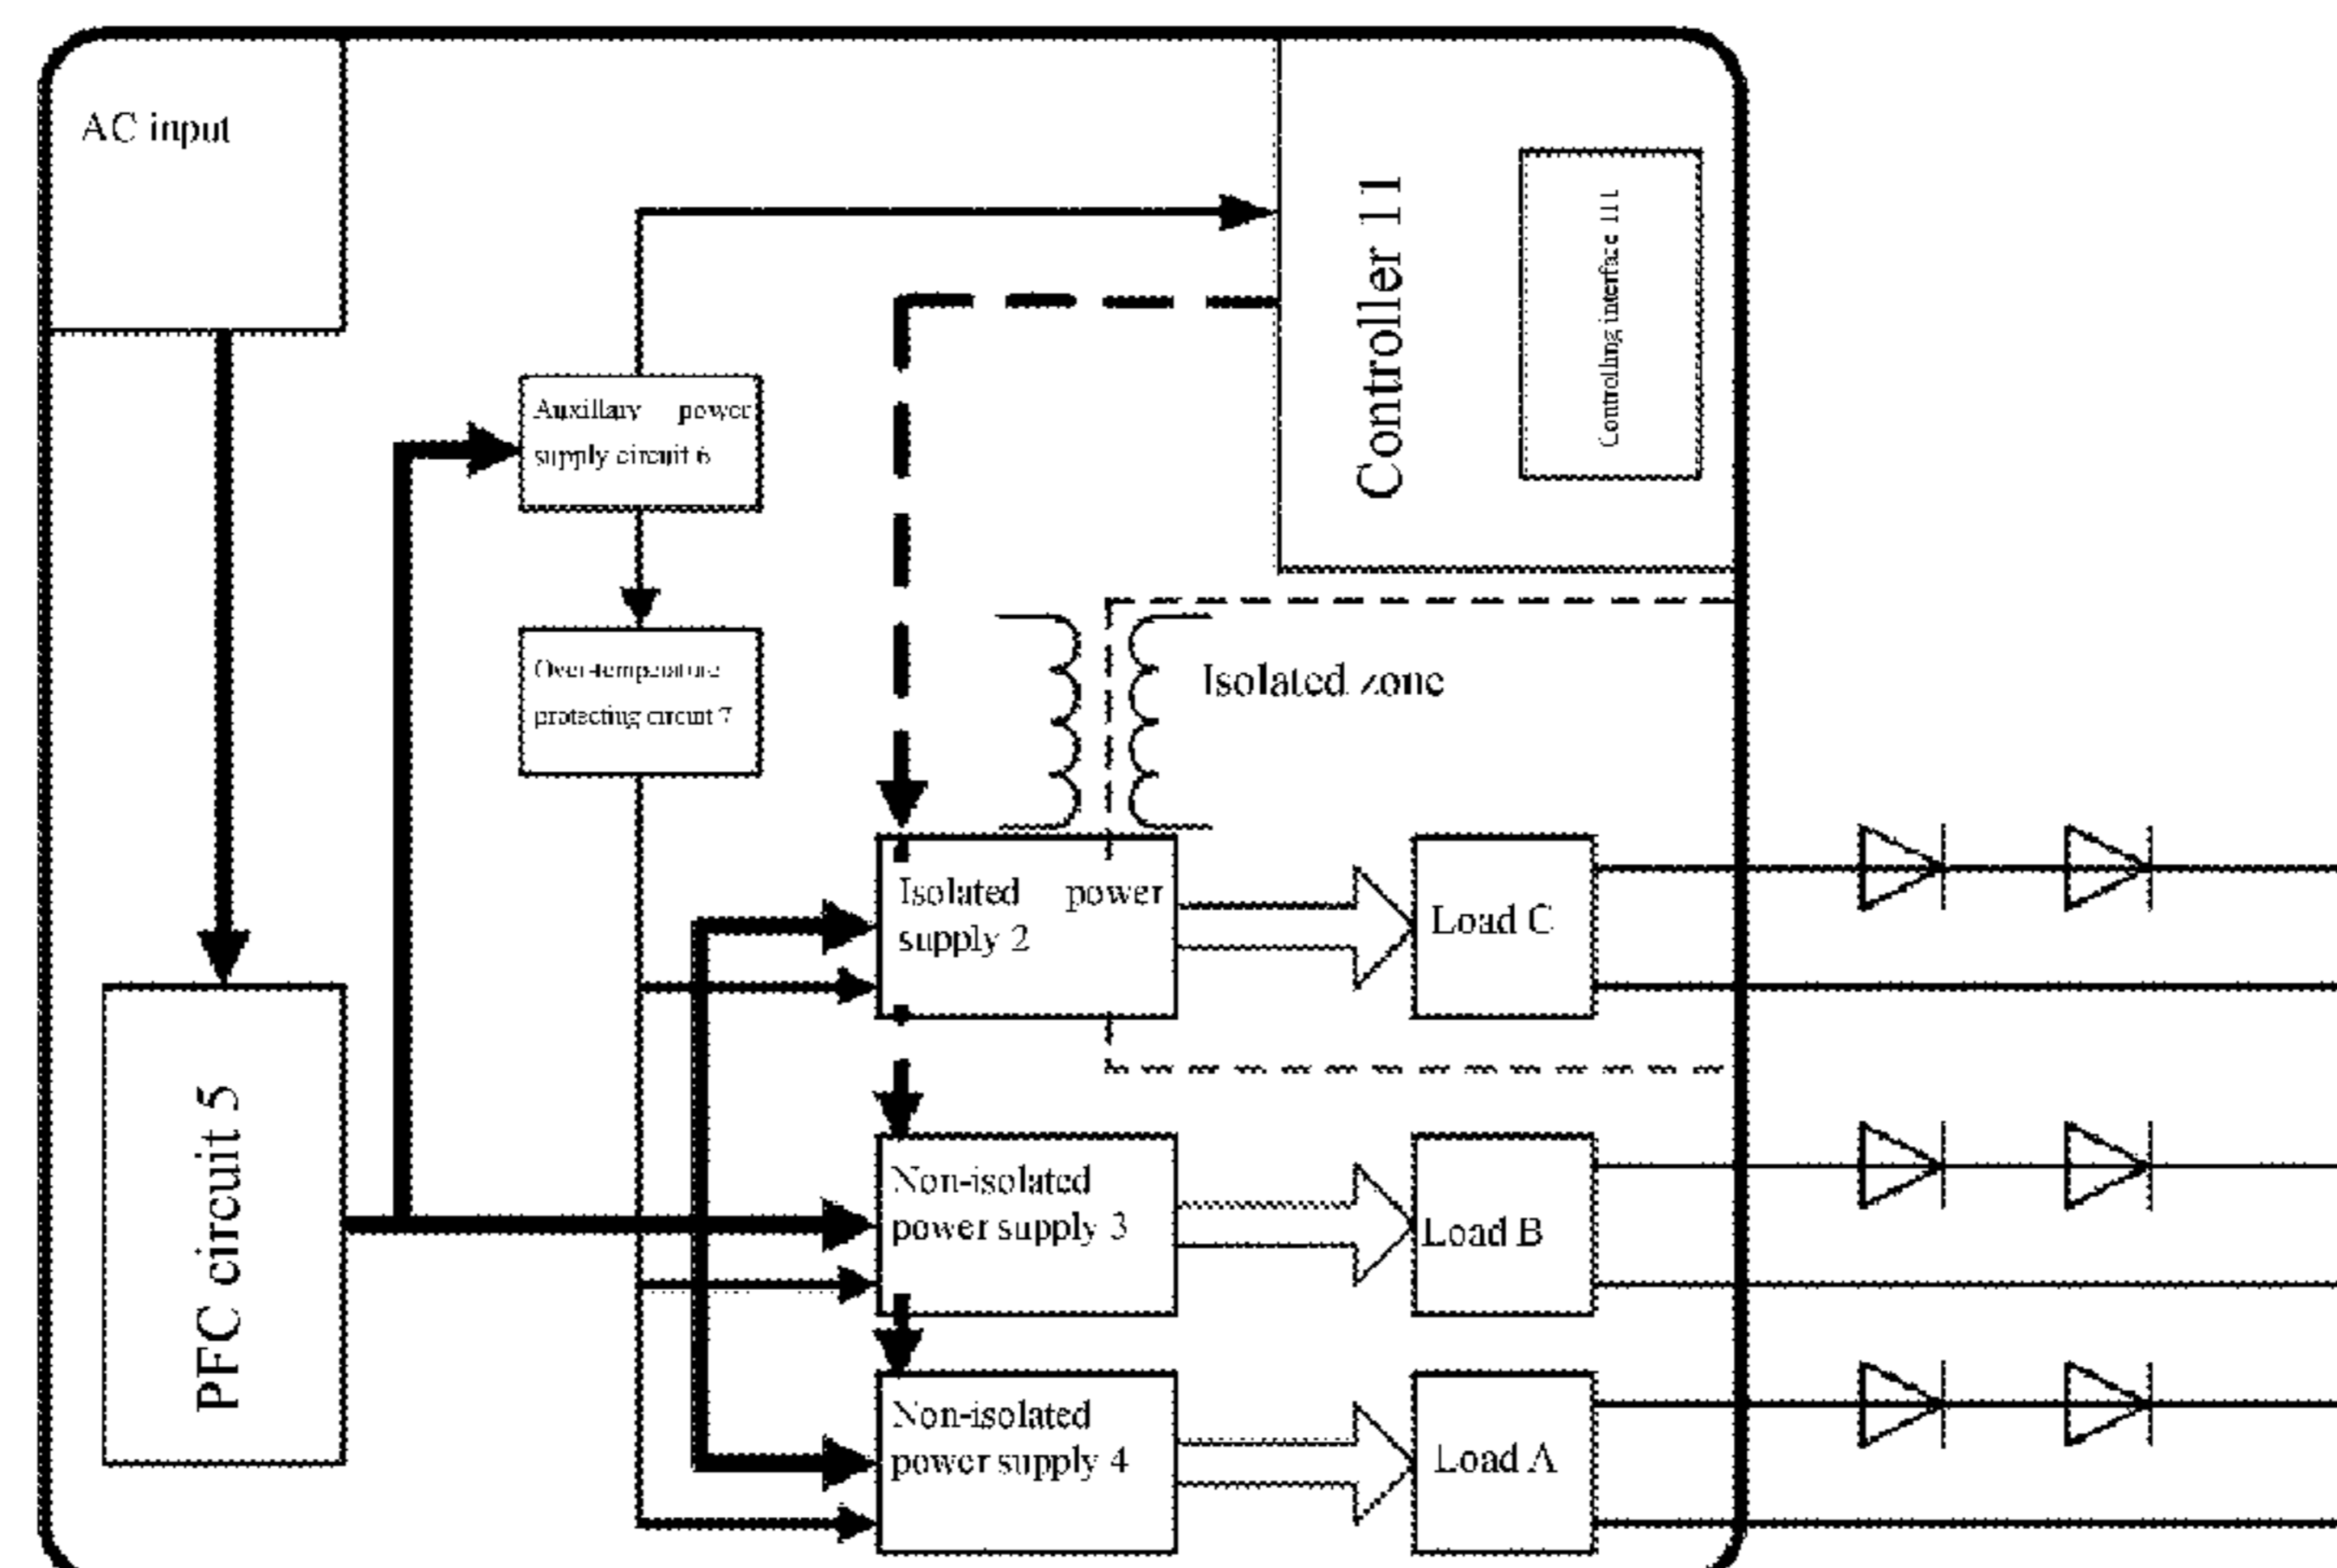 AC input
Controller 11
Controlling interface 111
Auxillary power
supply circuit 6
Over-temperature
protecting circuit 7
Isolated zone
Isolated power
supply 2
Load C
PFC circuit 5
Non-isolated
power supply 3
Load B
Non-isolated
power supply 4
Load A